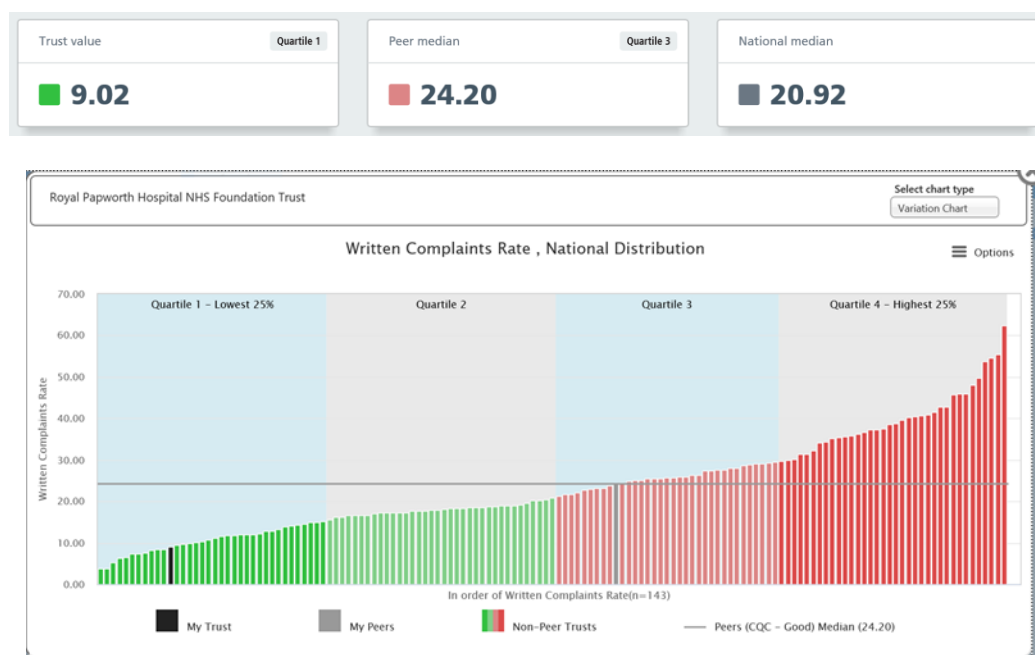 Trust value Quartile 1 Peer median Quartile 3 National median
9.02 24.20 20.92
Select chart type
Royal Papworth Hospital NHS Foundation Trust
Variation Chart
Written Complaints Rate , National Distribution
Options
70.00
Quartile 1 - Lowest 25% Quartile 2 Quartile 3 Quartile 4 - Highest 25%
60.00
50.00
40.00
30.00
20.00
10.00
0.00
Written Complaints Rate
In order of Written Complaints Rate(n=143)
My Trust My Peers Non-Peer Trusts Peers (CQC - Good) Median (24.20)